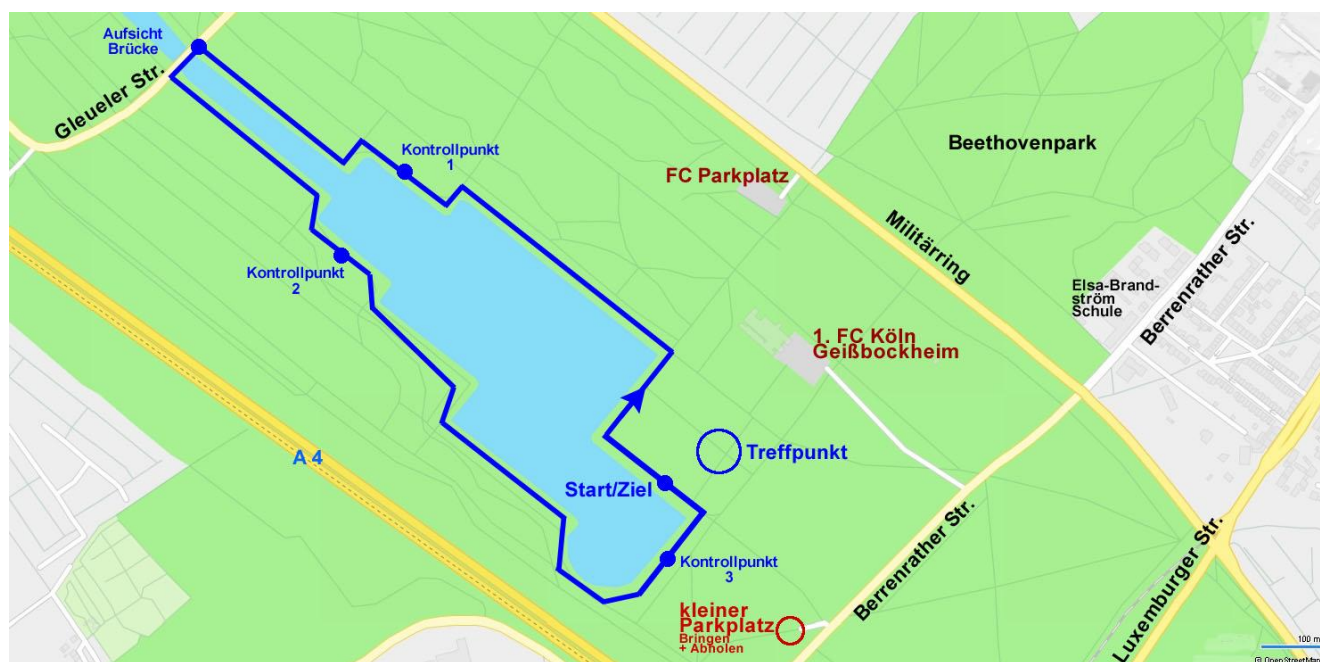 Aufsicht
Brücke
Gleueler Str.
Kontrollpunkt
1
Kontrollpunkt
2
FC Parkplatz
Beethovenpark
Militärring
Elsa-Brand-
ström
Schule
Berrenrather Str.
1. FC Köln
Geißbockheim
A 4
Treffpunkt
Start/Ziel
Kontrollpunkt
3
Berrenrather Str.
Luxemburger Str.
kleiner
Parkplatz
Bringen
+ Abholen
100 m
© OpenStreetMap